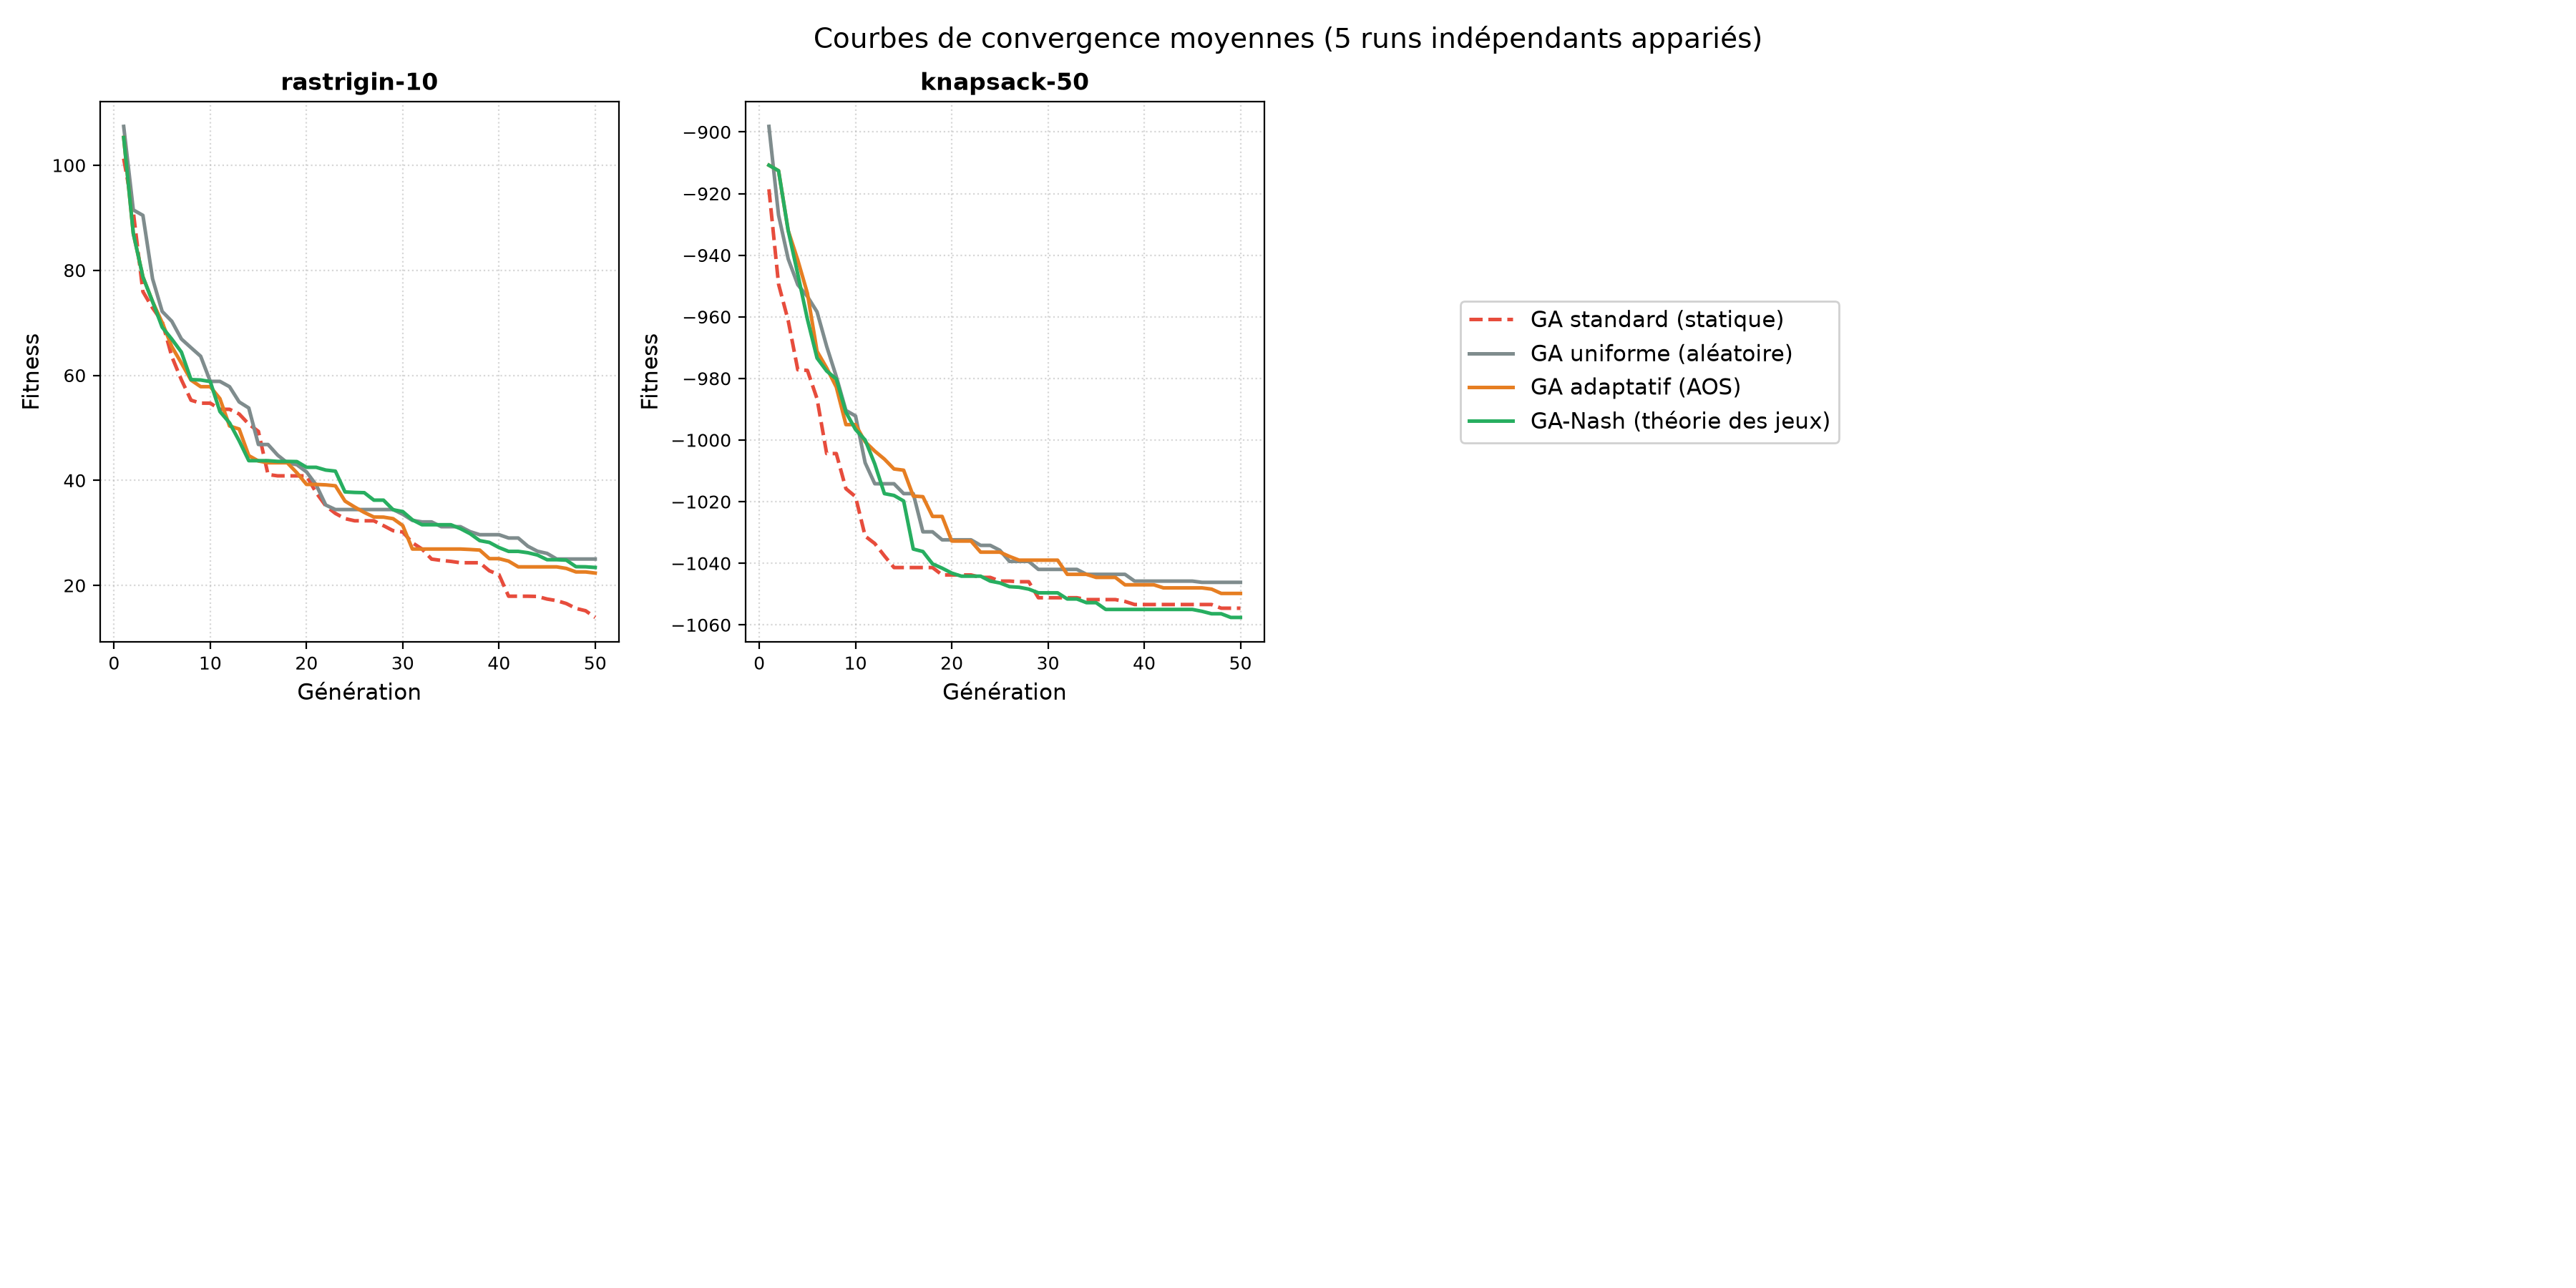 Courbes de convergence moyennes (5 runs indépendants appariés)
rastrigin-10
Fitness
100
80
60
40
20
0 10 20 30 40 50
Génération
knapsack-50
Fitness
−900
−920
−940
−960
−980
−1000
−1020
−1040
−1060
0 10 20 30 40 50
Génération
GA standard (statique)
GA uniforme (aléatoire)
GA adaptatif (AOS)
GA-Nash (théorie des jeux)